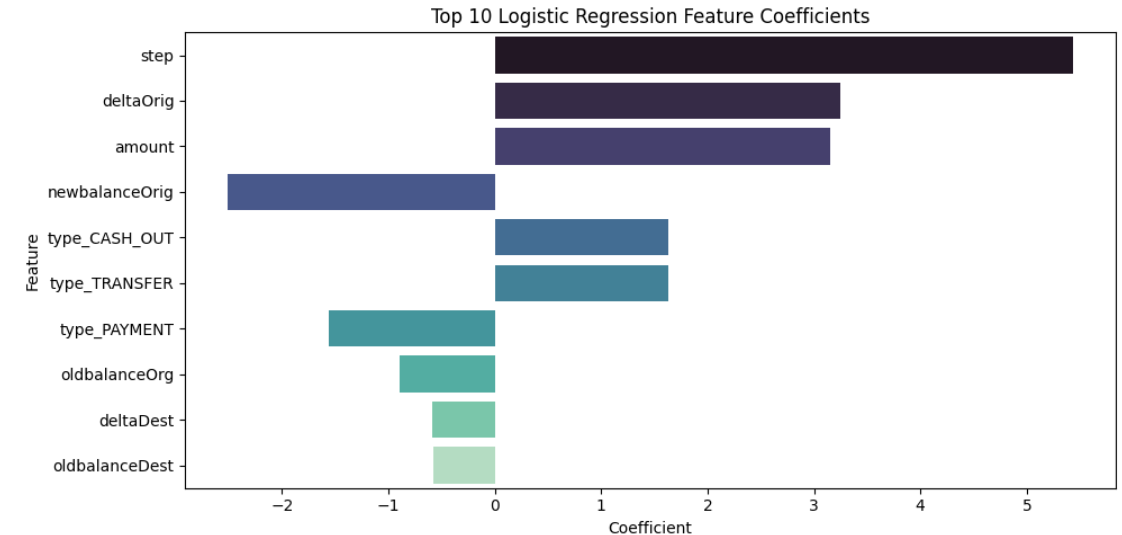 Top 10 Logistic Regression Feature Coefficients
Feature
step
deltaOrig
amount
newbalanceOrig
type_CASH_OUT
type_TRANSFER
type_PAYMENT
oldbalanceOrg
deltaDest
oldbalanceDest
−2 −1 0 1 2 3 4 5
Coefficient